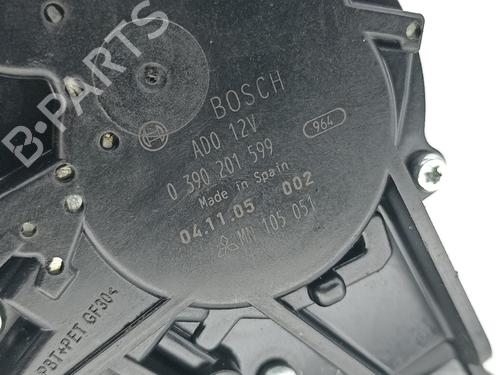 B-PARTS
BOSCH
ADO 12V
964
0 390 201 599
Made in Spain
04.11.05 002
MN 105 051
PBT+PET GF30